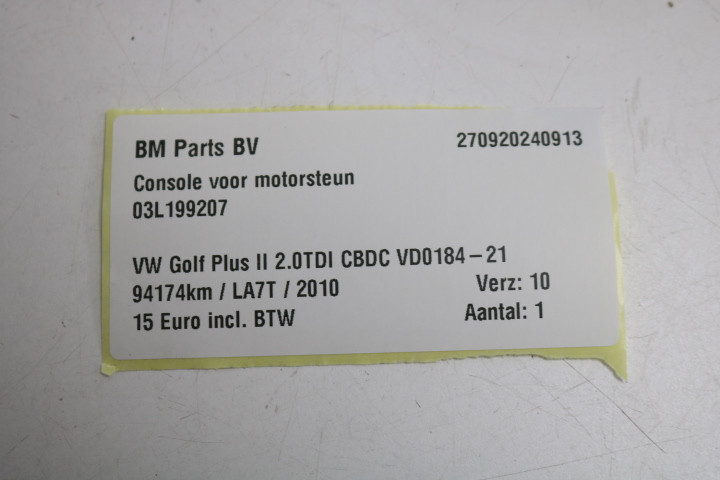 BM Parts BV 270920240913
Console voor motorsteun
03L199207
VW Golf Plus II 2.0TDI CBDC VD0184-21
94174km / LA7T / 2010 Verz: 10
15 Euro incl. BTW Aantal: 1